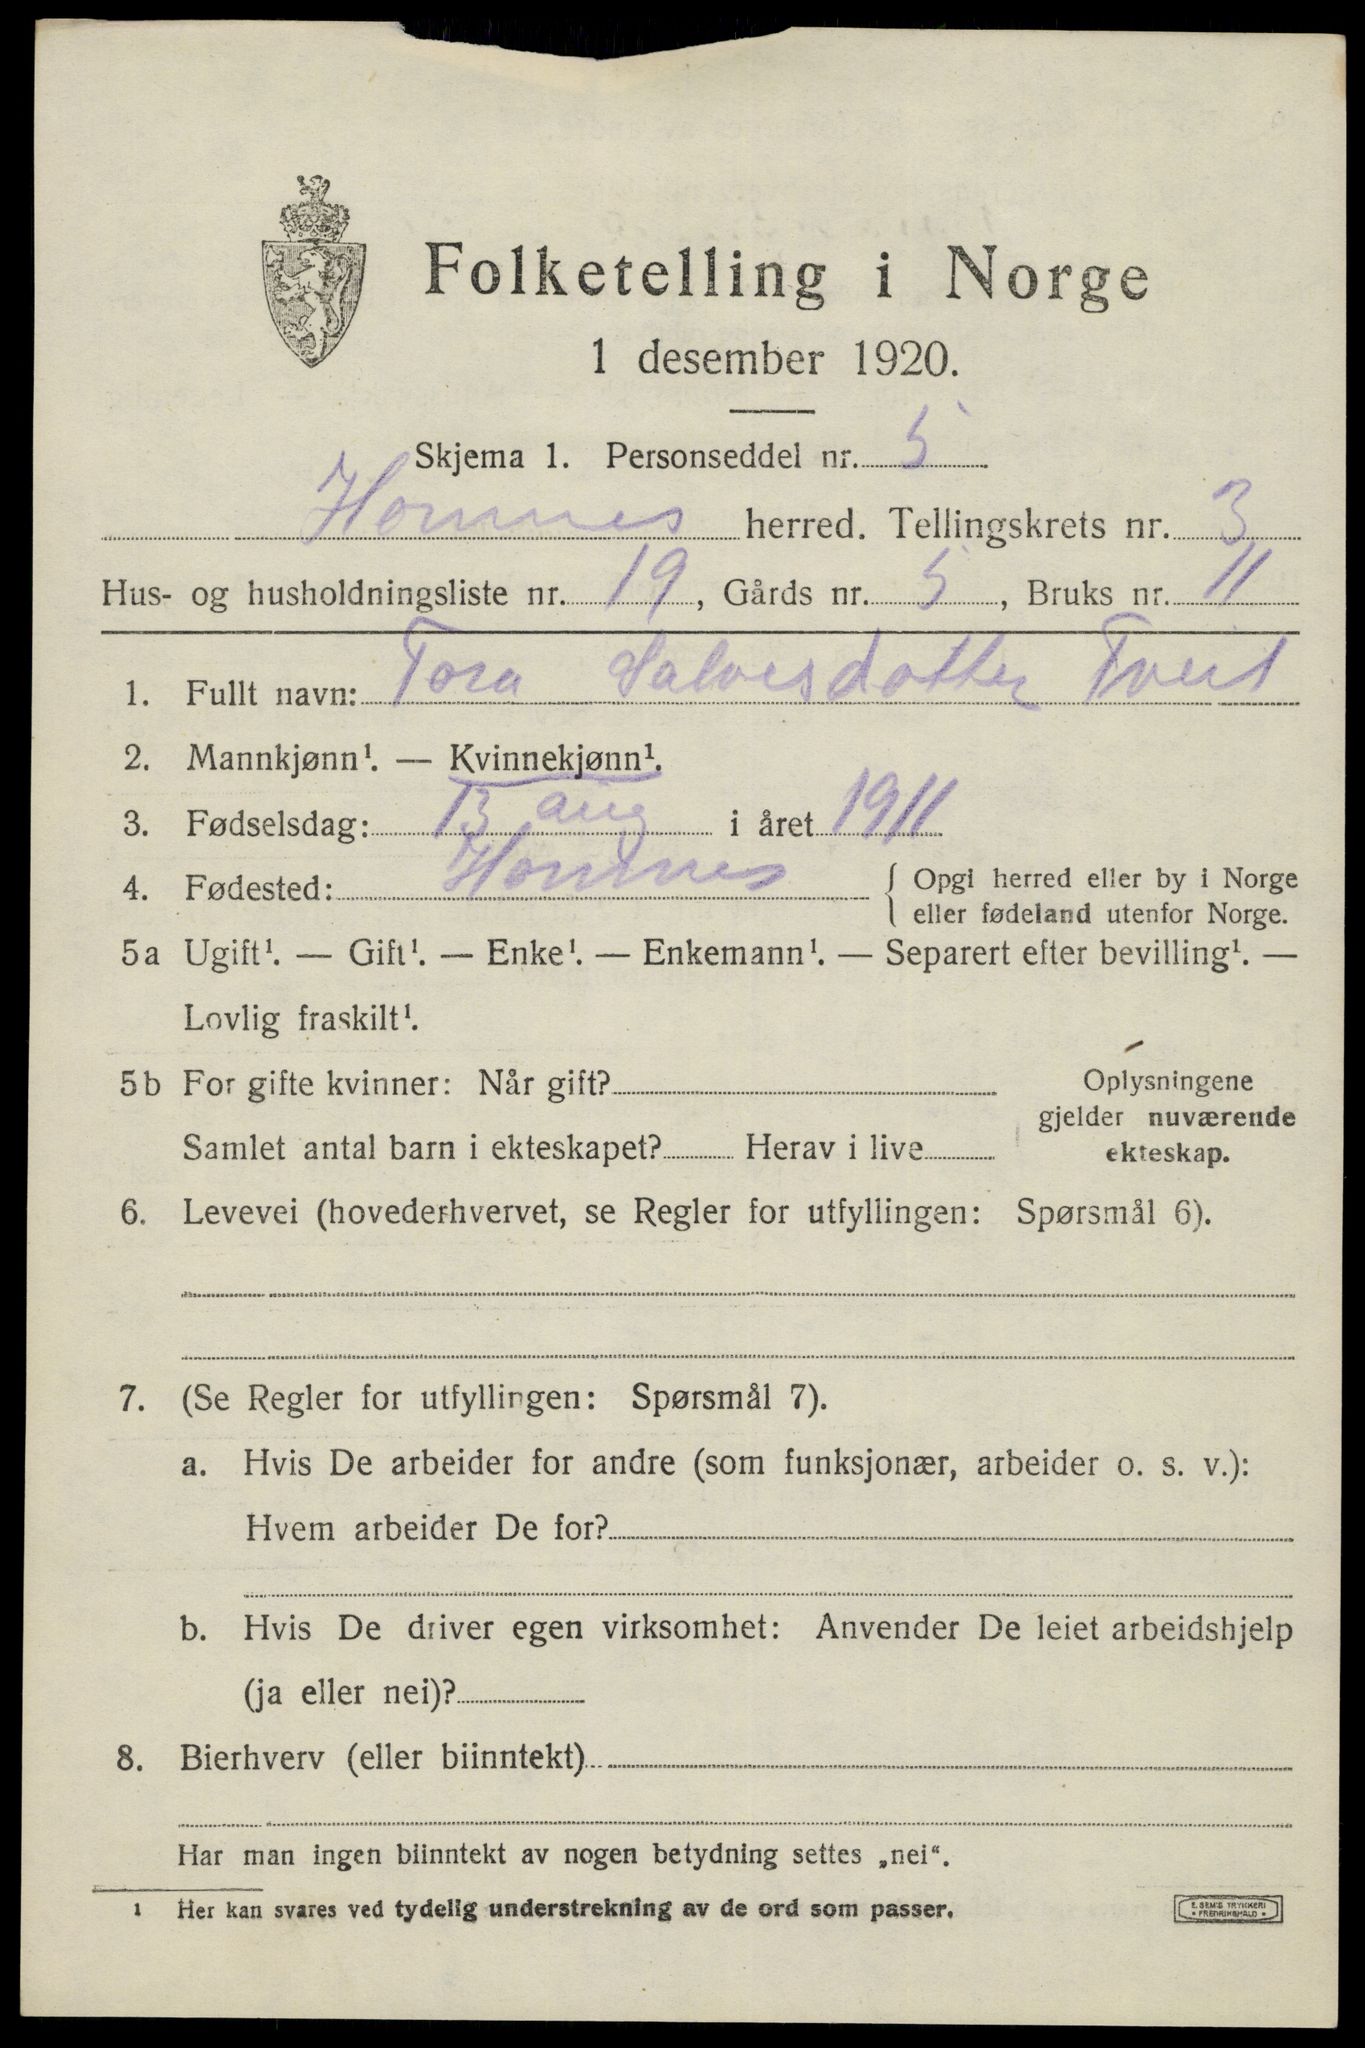 Folketelling i Norge
1 desember 1920.
Skjema 1. Personseddel nr. 5
Homnes herred. Tellingskrets nr. 3
Hus- og husholdningsliste nr. 19, Gårds nr. 5, Bruks nr. 11
1. Fullt navn: Tora Salvesdotter Tveit
2. Mannkjønn¹. — Kvinnekjønn¹.
3. Fødselsdag: 13 aug i året 1911
4. Fødested: Homnes { Opgi herred eller by i Norge
eller fødeland utenfor Norge.
5a Ugift¹. — Gift¹. — Enke¹. — Enkemann¹. — Separert efter bevilling¹. —
Lovlig fraskilt¹.
5b For gifte kvinner: Når gift? Oplysningene
gjelder nuværende
Samlet antal barn i ekteskapet? Herav i live ekteskap.
6. Levevei (hovederhvervet, se Regler for utfyllingen: Spørsmål 6).
7. (Se Regler for utfyllingen: Spørsmål 7).
a. Hvis De arbeider for andre (som funksjonær, arbeider o. s. v.):
Hvem arbeider De for?
b. Hvis De driver egen virksomhet: Anvender De leiet arbeidshjelp
(ja eller nei)?
8. Bierhverv (eller biinntekt)
Har man ingen biinntekt av nogen betydning settes „nei“.
1 Her kan svares ved tydelig understrekning av de ord som passer.
E. SEM'S TRYKKERI
• FREDRIKSHALD •